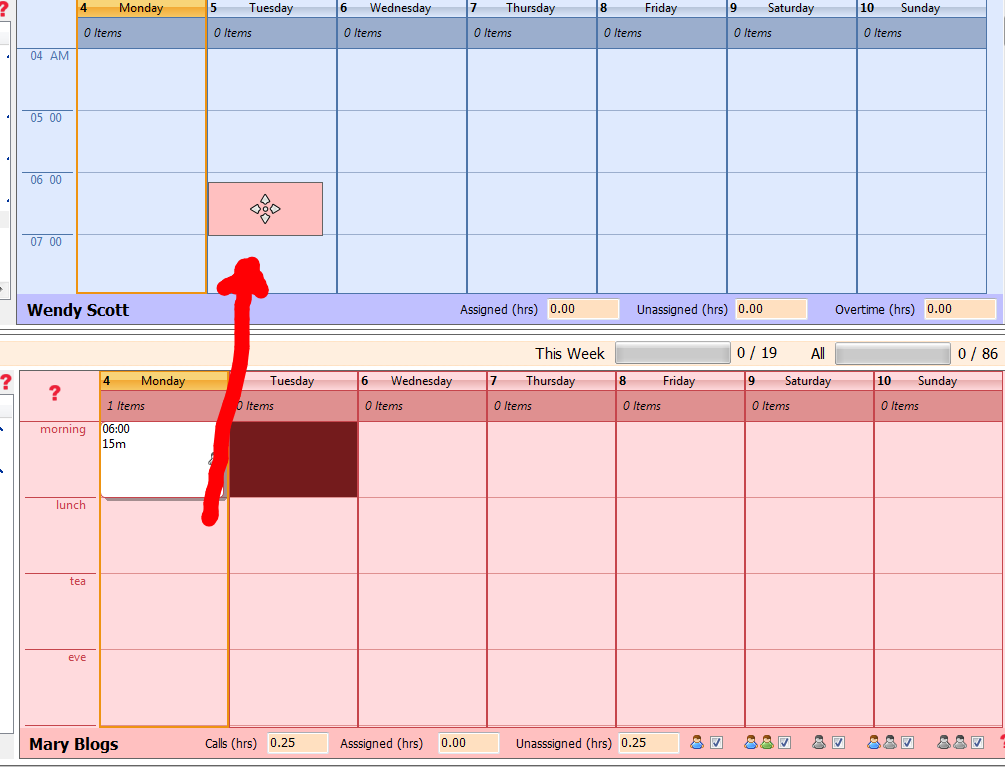 ?
4 Monday 5 Tuesday 6 Wednesday 7 Thursday 8 Friday 9 Saturday 10 Sunday
0 Items 0 Items 0 Items 0 Items 0 Items 0 Items 0 Items
04 AM
05 00
06 00
07 00
Wendy Scott Assigned (hrs) 0.00 Unassigned (hrs) 0.00 Overtime (hrs) 0.00
This Week 0 / 19 All 0 / 86
? ? 4 Monday Tuesday 6 Wednesday 7 Thursday 8 Friday 9 Saturday 10 Sunday
1 Items 0 Items 0 Items 0 Items 0 Items 0 Items 0 Items
morning 06:00
15m
lunch
tea
eve
Mary Blogs Calls (hrs) 0.25 Asssigned (hrs) 0.00 Unasssigned (hrs) 0.25 ?